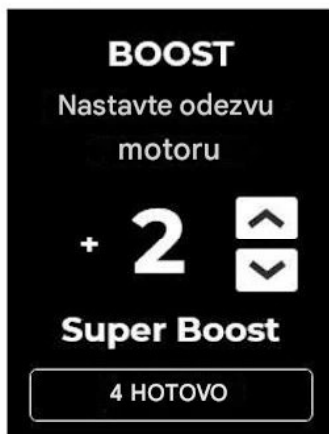 BOOST
Nastavte odezvu
motoru
+ 2
Super Boost
4 HOTOVO